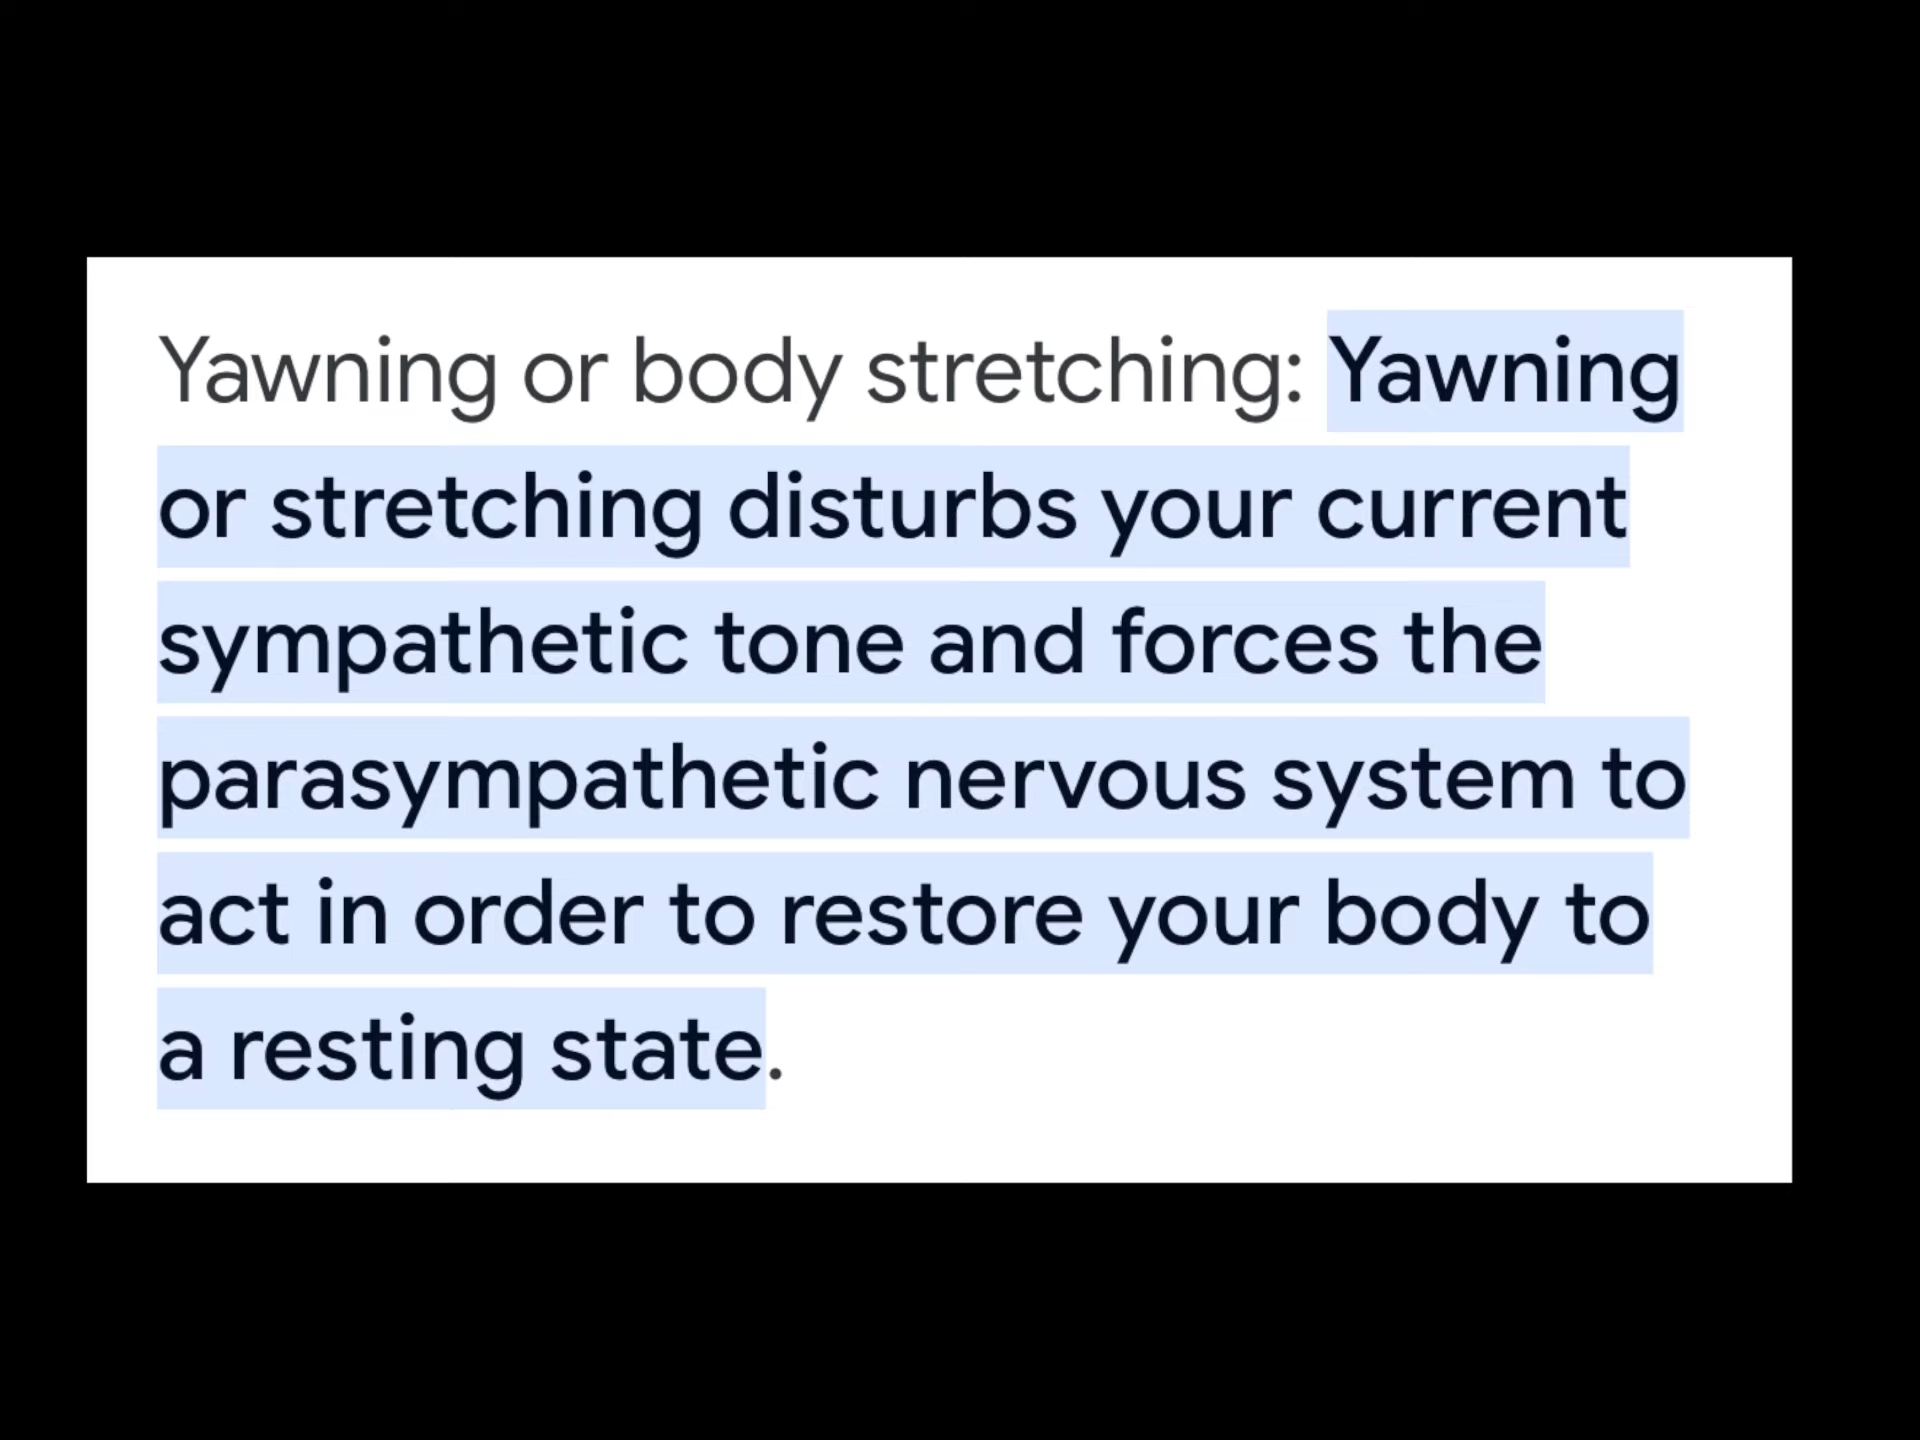 Yawning or body stretching: Yawning
or stretching disturbs your current
sympathetic tone and forces the
parasympathetic nervous system to
act in order to restore your body to
a resting state.